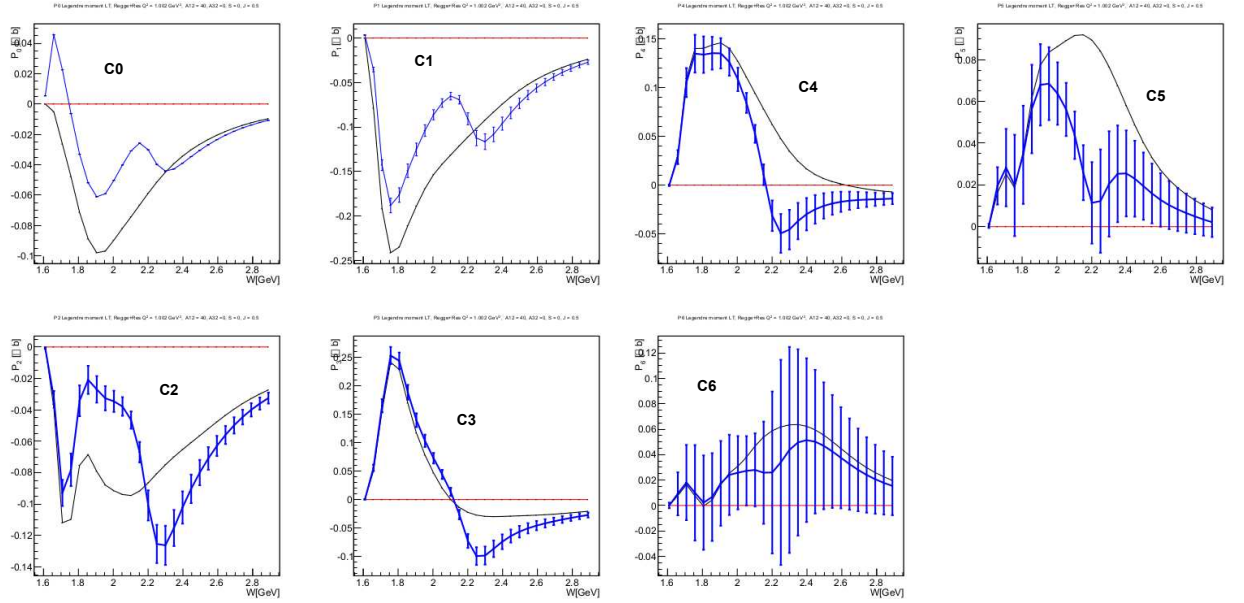 P0 Legendre moment LT. Regge+Res Q² = 1.002 GeV², A12 = 40, A32 =0, S = 0, J = 0.5
P1 Legendre moment LT. Regge+Res Q² = 1.002 GeV², A12 = 40, A32 =0, S = 0, J = 0.5
P4 Legendre moment LT. Regge+Res Q² = 1.002 GeV², A12 = 40, A32 =0, S = 0, J = 0.5
P5 Legendre moment LT. Regge+Res Q² = 1.002 GeV², A12 = 40, A32 =0, S = 0, J = 0.5
P₀ [□ b]
0.04
0.02
0
-0.02
-0.04
-0.06
-0.08
-0.1
C0
1.6 1.8 2 2.2 2.4 2.6 2.8
W[GeV]
P₁ [□ b]
0
-0.05
-0.1
-0.15
-0.2
-0.25
C1
1.6 1.8 2 2.2 2.4 2.6 2.8
W[GeV]
P₄ [□ b]
0.15
0.1
0.05
0
-0.05
C4
1.6 1.8 2 2.2 2.4 2.6 2.8
W[GeV]
P₅ [□ b]
0.08
0.06
0.04
0.02
0
C5
1.6 1.8 2 2.2 2.4 2.6 2.8
W[GeV]
P2 Legendre moment LT. Regge+Res Q² = 1.002 GeV², A12 = 40, A32 =0, S = 0, J = 0.5
P3 Legendre moment LT. Regge+Res Q² = 1.002 GeV², A12 = 40, A32 =0, S = 0, J = 0.5
P6 Legendre moment LT. Regge+Res Q² = 1.002 GeV², A12 = 40, A32 =0, S = 0, J = 0.5
P₂ [□ b]
0
-0.02
-0.04
-0.06
-0.08
-0.1
-0.12
-0.14
C2
1.6 1.8 2 2.2 2.4 2.6 2.8
W[GeV]
[□ b]
0.25
0.2
0.15
0.1
0.05
0
-0.05
-0.1
C3
1.6 1.8 2 2.2 2.4 2.6 2.8
W[GeV]
P₆ [□ b]
0.12
0.1
0.08
0.06
0.04
0.02
0
-0.02
-0.04
C6
1.6 1.8 2 2.2 2.4 2.6 2.8
W[GeV]